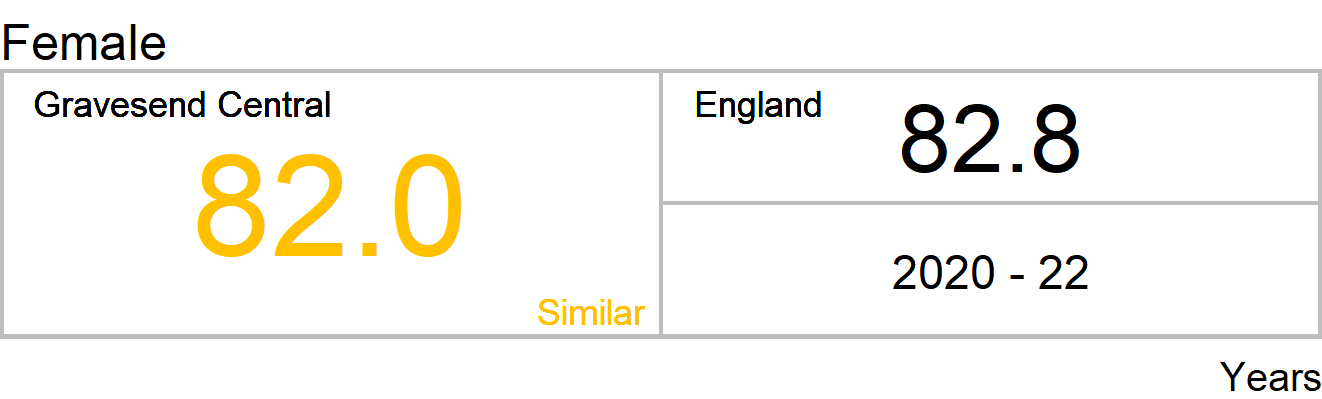 Female
Gravesend Central
82.0
Similar
England
82.8
2020 - 22
Years